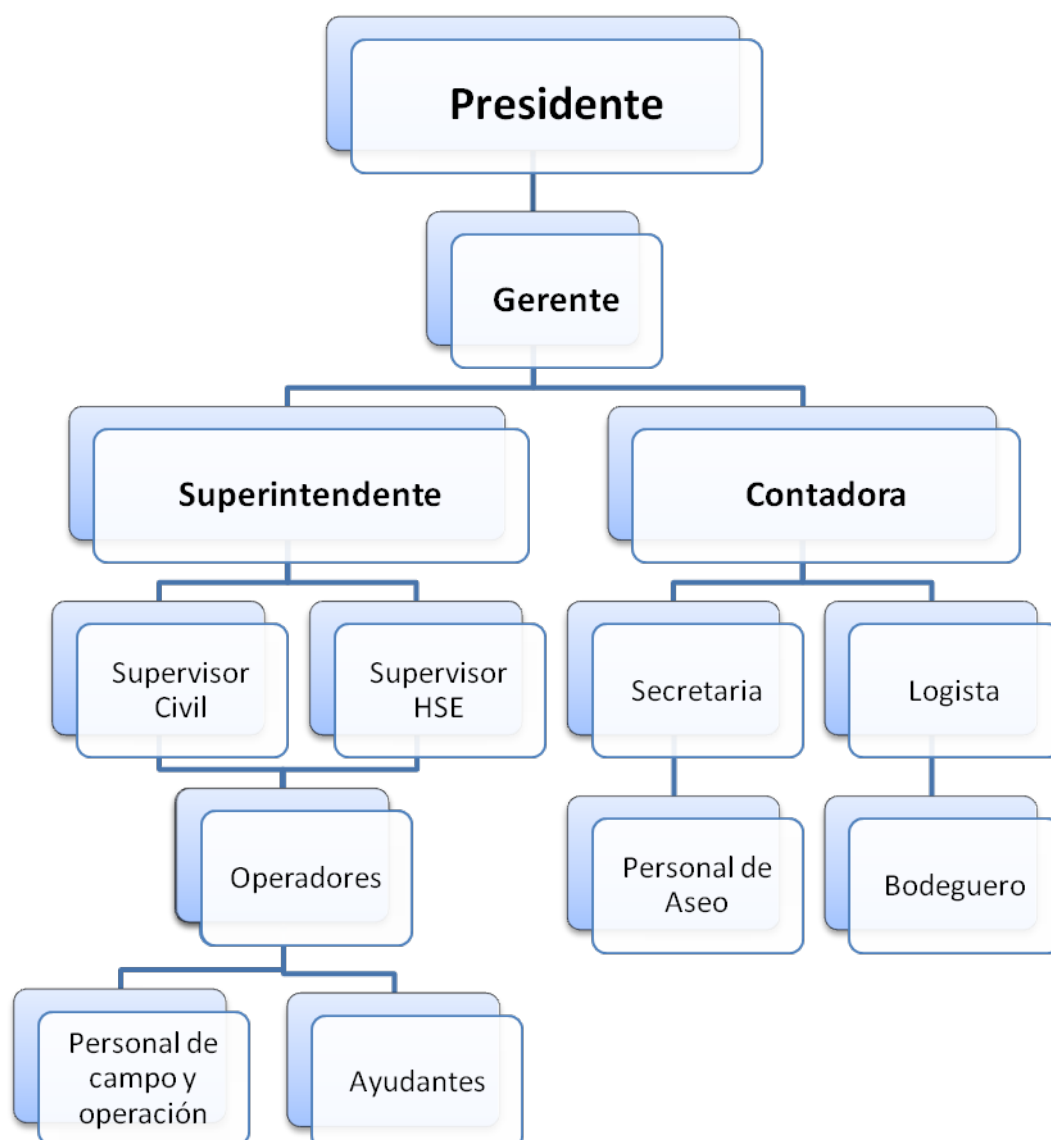 Presidente
Gerente
Superintendente
Contadora
Supervisor
Civil
Supervisor
HSE
Secretaria
Logista
Operadores
Personal de
Aseo
Bodeguero
Personal de
campo y
operación
Ayudantes